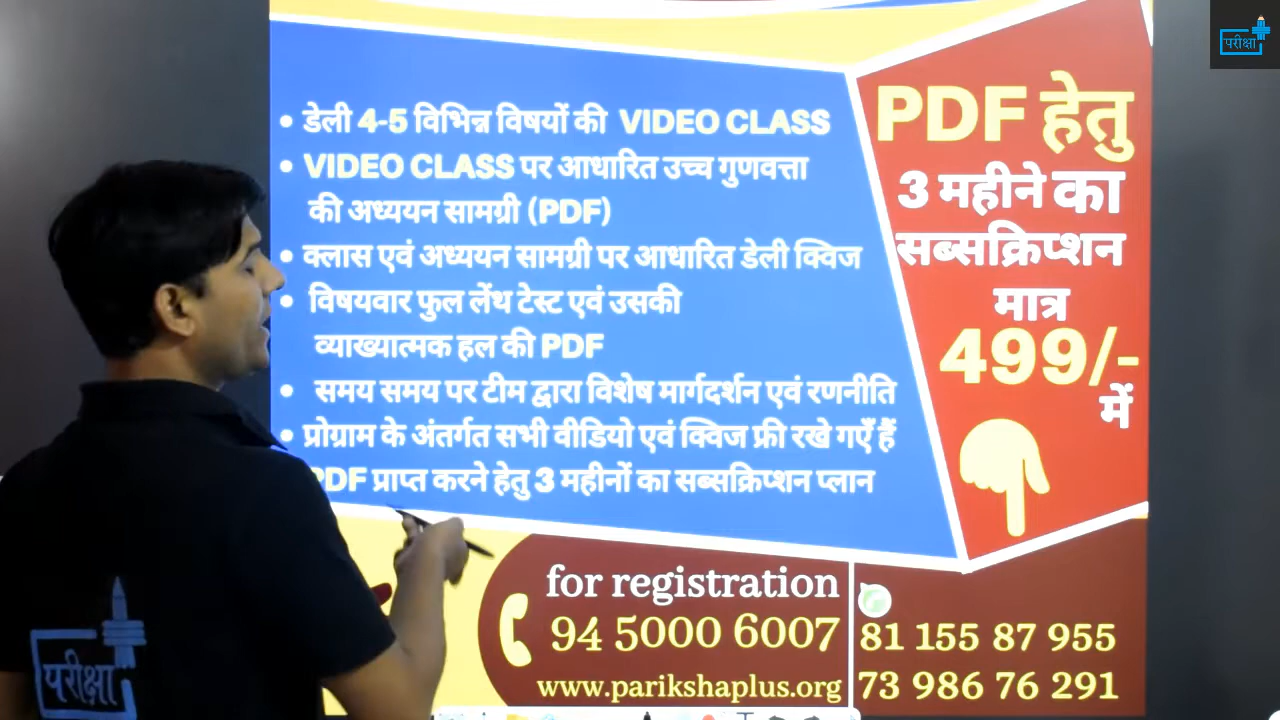 परीक्षा
• डेली 4-5 विभिन्न विषयों की VIDEO CLASS
• VIDEO CLASS पर आधारित उच्च गुणवत्ता
की अध्ययन सामग्री (PDF)
• क्लास एवं अध्ययन सामग्री पर आधारित डेली क्विज
• विषयवार फुल लेंथ टेस्ट एवं उसकी
व्याख्यात्मक हल की PDF
• समय समय पर टीम द्वारा विशेष मार्गदर्शन एवं रणनीति
• प्रोग्राम के अंतर्गत सभी वीडियो एवं क्विज फ्री रखे गएँ हैं
PDF प्राप्त करने हेतु 3 महीनों का सब्सक्रिप्शन प्लान
PDF हेतु
3 महीने का
सब्सक्रिप्शन
मात्र
499/-
में
for registration
94 5000 6007
www.parikshaplus.org
81 155 87 955
73 986 76 291
परीक्षा